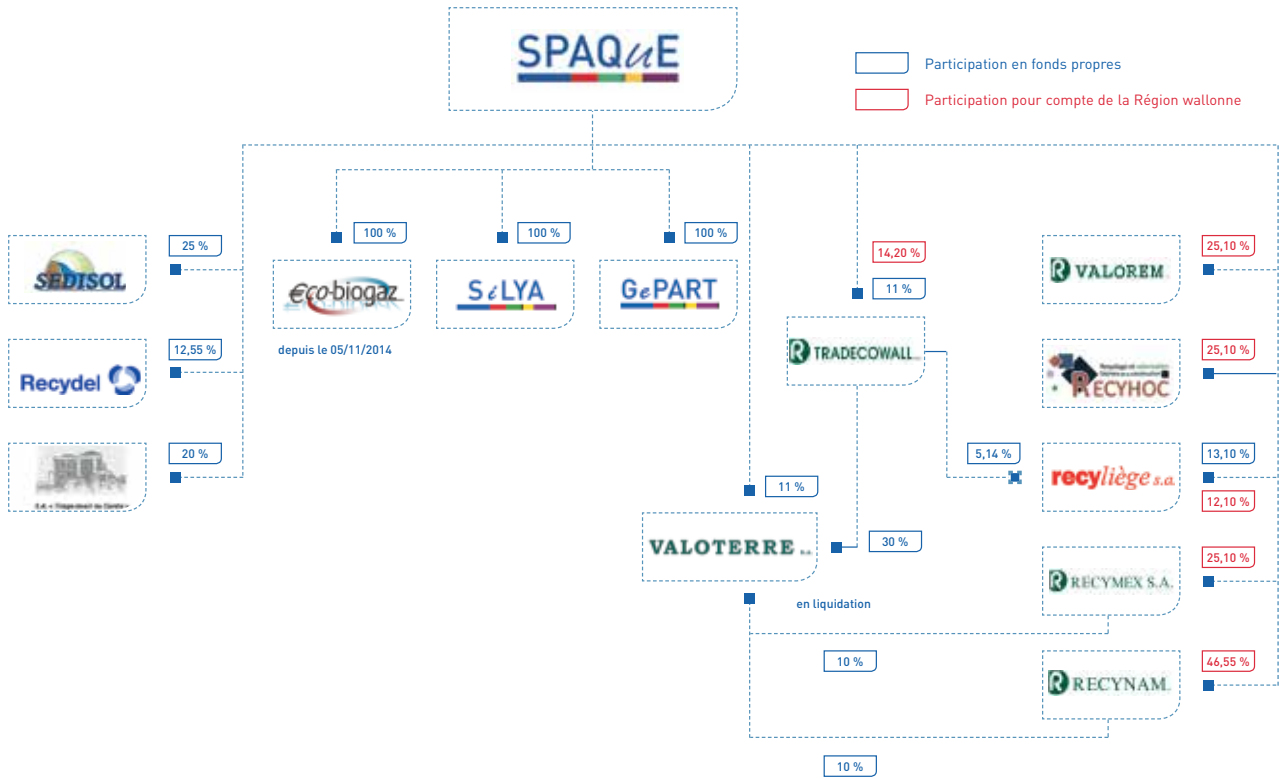 SPAQuE
Participation en fonds propres
Participation pour compte de la Région wallonne
25 %
SEDISOL
12,55 %
Recydel
20 %
100 %
100 %
100 %
eco-biogaz
SiLYA
GePART
depuis le 05/11/2014
14,20 %
11 %
TRADECOWALL
25,10 %
VALOREM
25,10 %
RECYHOC
5,14 %
13,10 %
recyliège s.a.
12,10 %
11 %
VALOTERRE
30 %
en liquidation
25,10 %
RECYMEX S.A.
10 %
46,55 %
RECYNAM
10 %